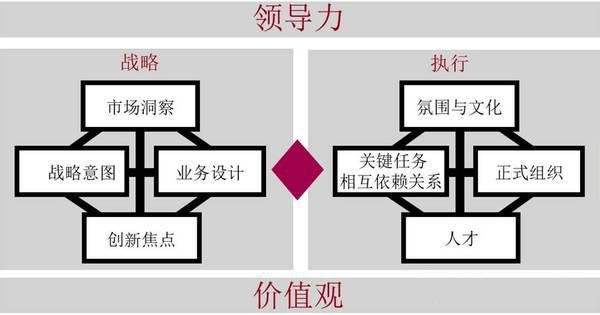 领导力
战略
市场洞察
战略意图
业务设计
创新焦点
执行
氛围与文化
关键任务
相互依赖关系
正式组织
人才
价值观